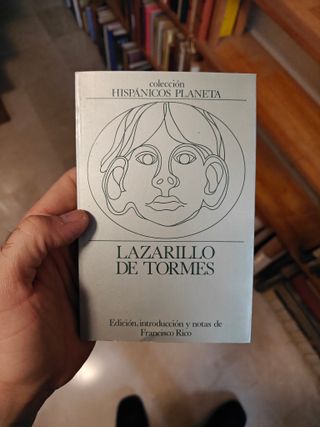 colección
HISPÁNICOS PLANETA
LAZARILLO
DE TORMES
Edición, introducción y notas de
Francisco Rico